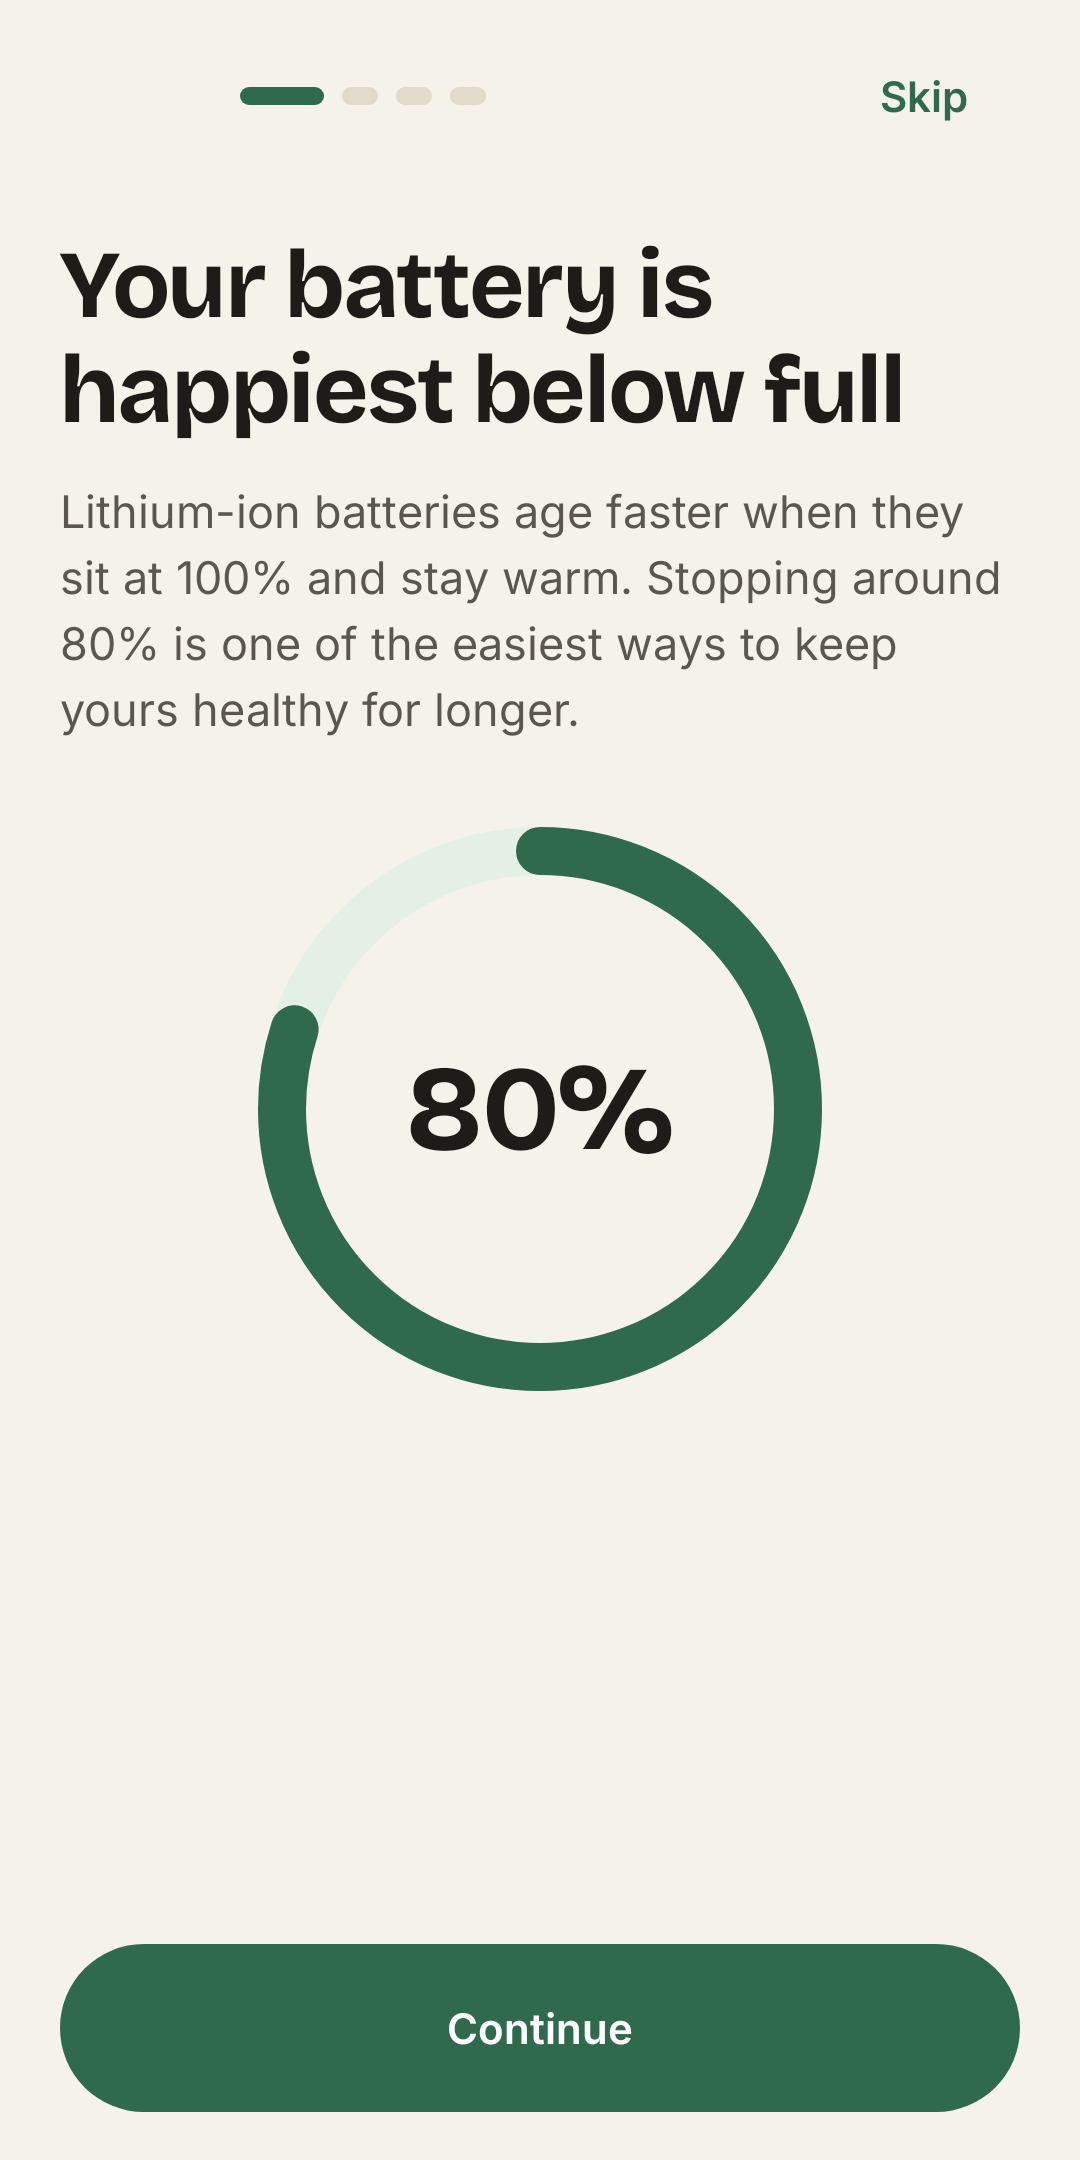 Skip
Your battery is
happiest below full
Lithium-ion batteries age faster when they
sit at 100% and stay warm. Stopping around
80% is one of the easiest ways to keep
yours healthy for longer.
80%
Continue